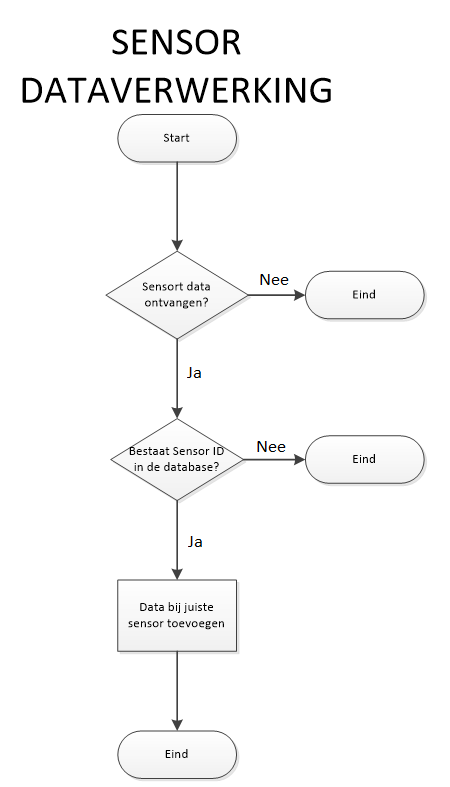 SENSOR
DATAVERWERKING
Start
Sensort data
ontvangen?
Nee
Eind
Ja
Bestaat Sensor ID
in de database?
Nee
Eind
Ja
Data bij juiste
sensor toevoegen
Eind